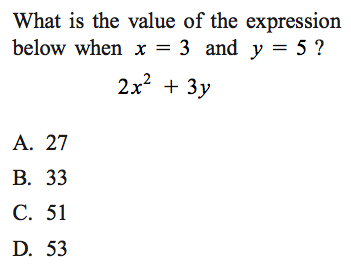 What is the value of the expression
below when x = 3 and y = 5 ?
2x² + 3y
A. 27
B. 33
C. 51
D. 53